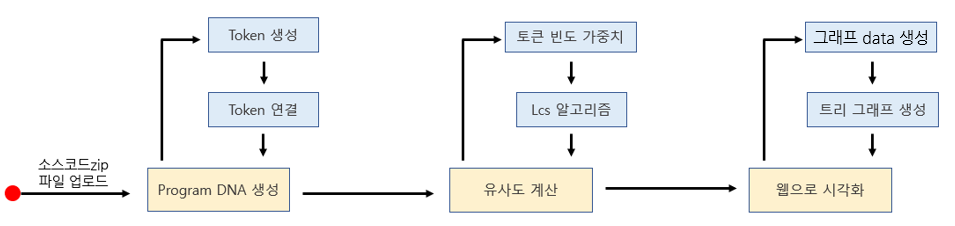 Token 생성
토큰 빈도 가중치
그래프 data 생성
Token 연결
Lcs 알고리즘
트리 그래프 생성
소스코드zip
파일 업로드
Program DNA 생성
유사도 계산
웹으로 시각화